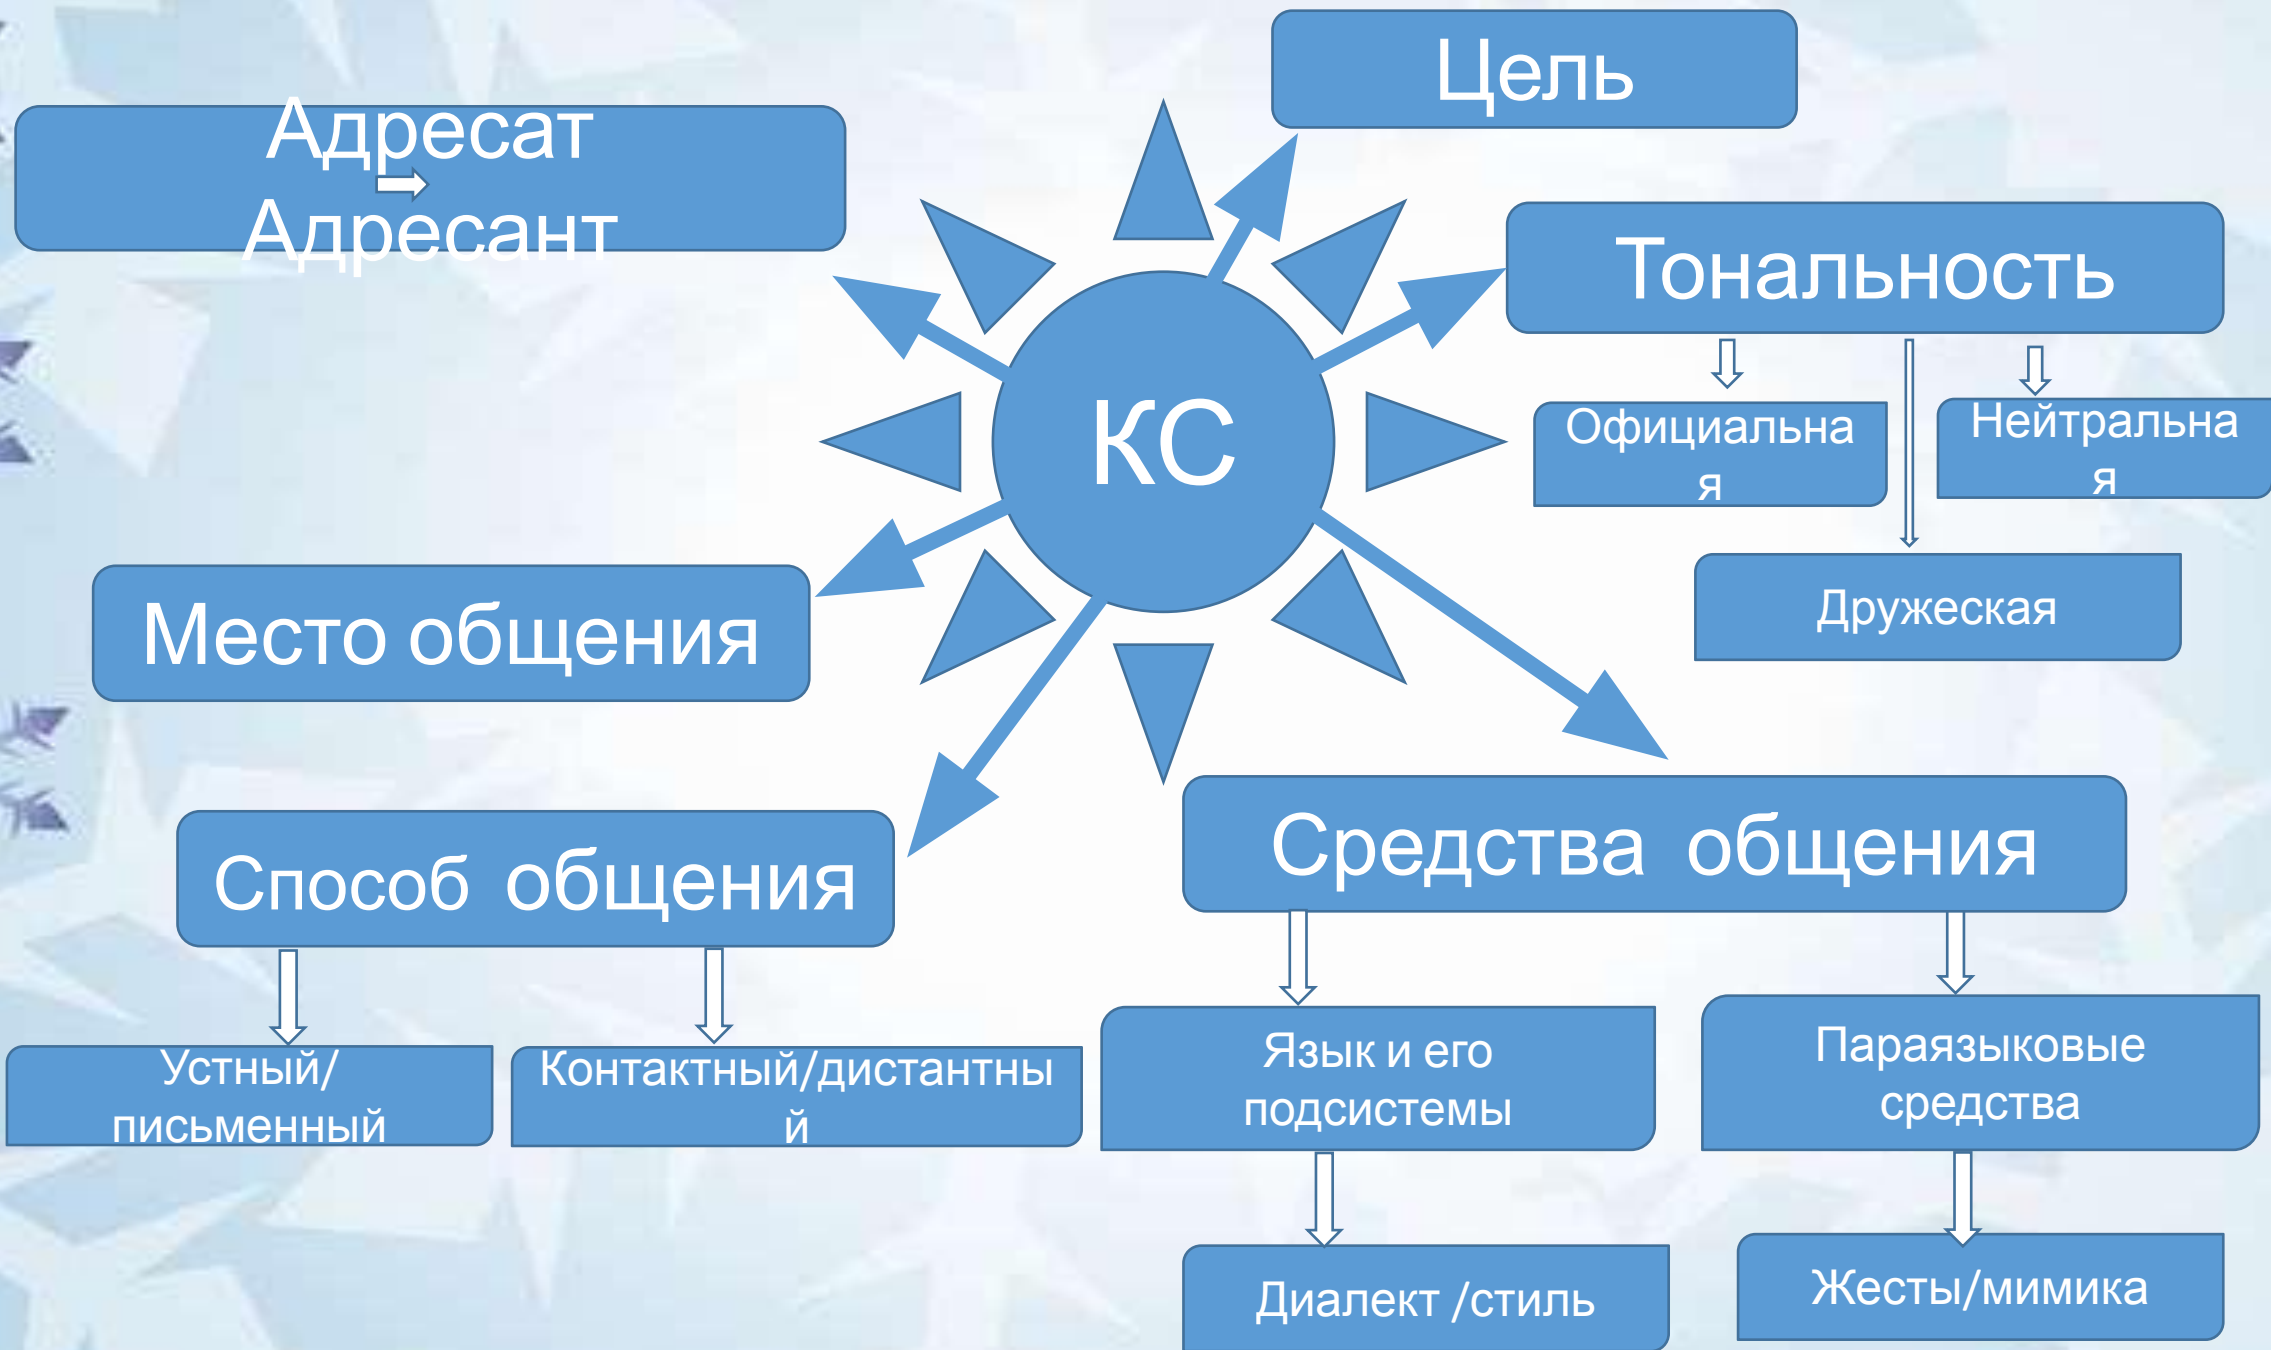 Цель
Адресат
Адресант
Тональность
КС
Официальна
я
Нейтральна
я
Дружеская
Место общения
Способ общения
Средства общения
Устный/
письменный
Контактный/дистантны
й
Язык и его
подсистемы
Параязыковые
средства
Диалект /стиль
Жесты/мимика